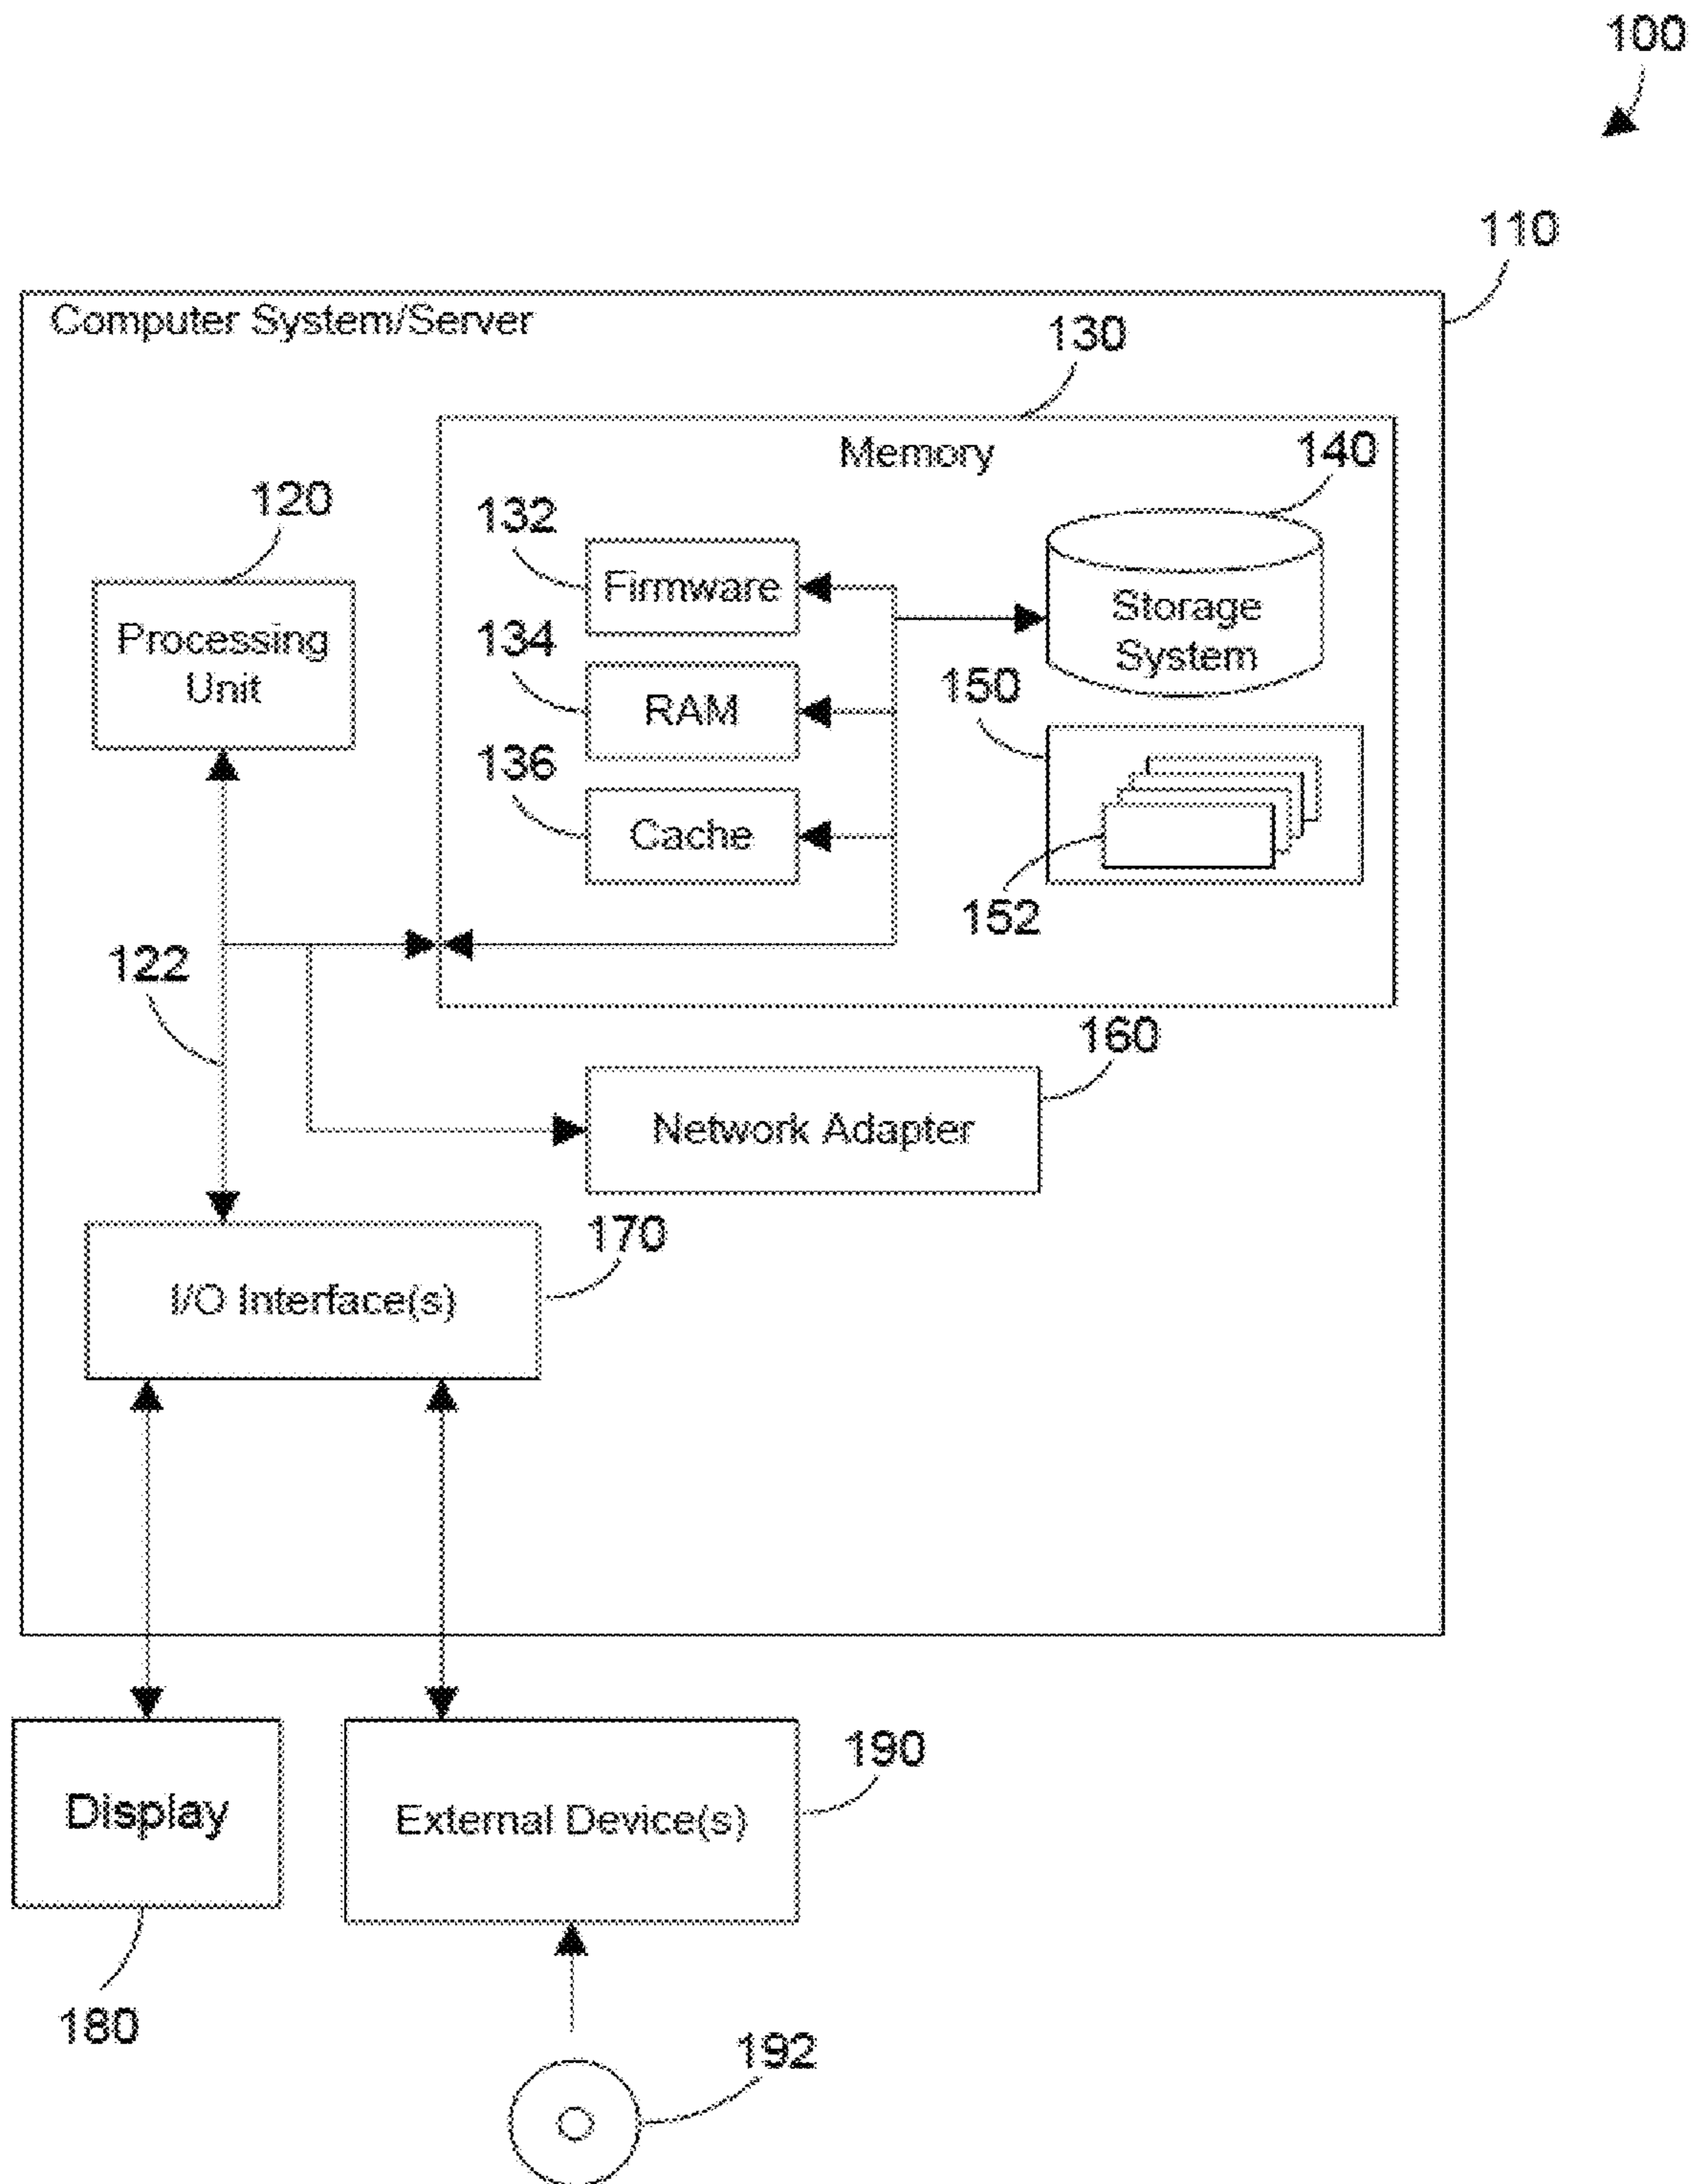 100
110
Computer System/Server
130
Memory
140
120
132
Firmware
Processing
Unit
Storage
System
134
RAM
150
136
Cache
152
122
160
Network Adapter
170
I/O Interface(s)
190
Display
External Device(s)
180
192